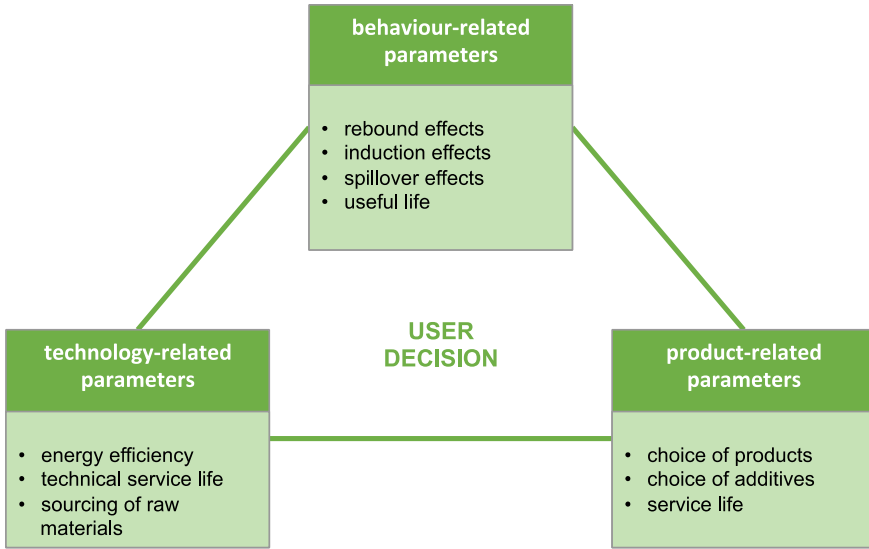 behaviour-related
parameters
• rebound effects
• induction effects
• spillover effects
• useful life
USER
DECISION
technology-related
parameters
• energy efficiency
• technical service life
• sourcing of raw
materials
product-related
parameters
• choice of products
• choice of additives
• service life